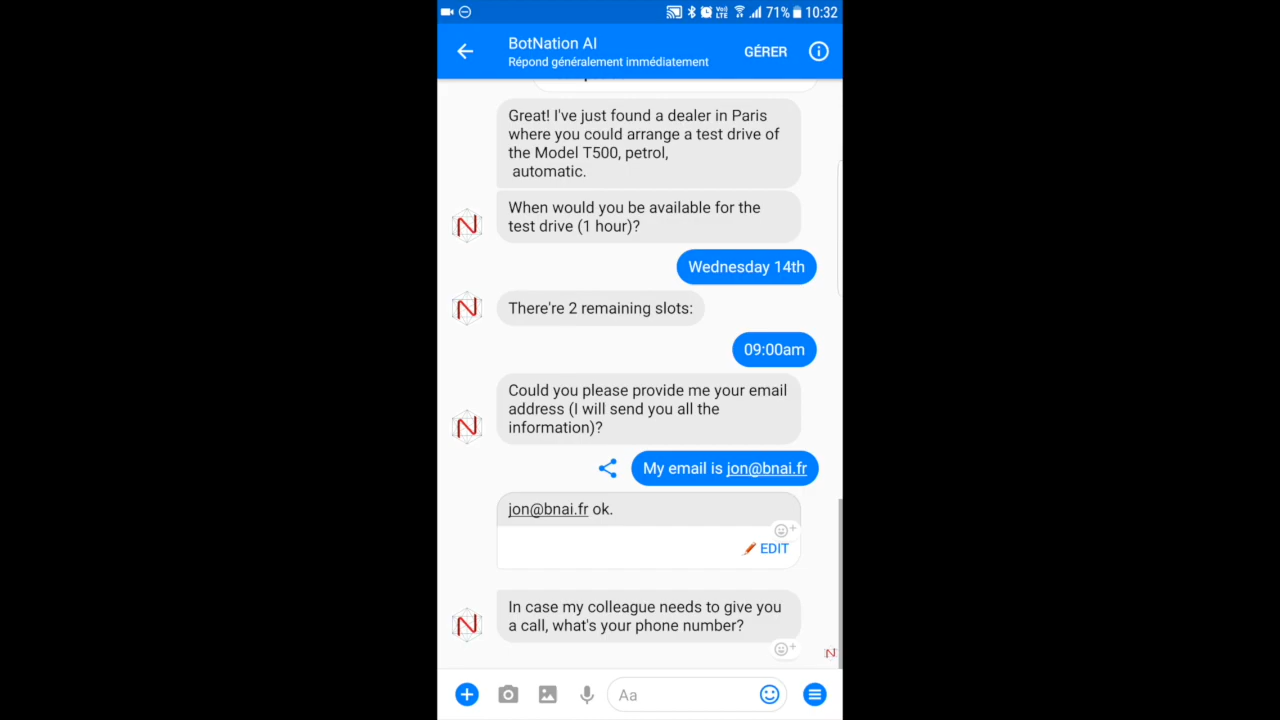 71% 10:32
BotNation AI
Répond généralement immédiatement
GÉRER
Great! I've just found a dealer in Paris
where you could arrange a test drive of
the Model T500, petrol,
automatic.
When would you be available for the
test drive (1 hour)?
Wednesday 14th
There're 2 remaining slots:
09:00am
Could you please provide me your email
address (I will send you all the
information)?
My email is jon@bnai.fr
jon@bnai.fr ok.
EDIT
In case my colleague needs to give you
a call, what's your phone number?
Aa